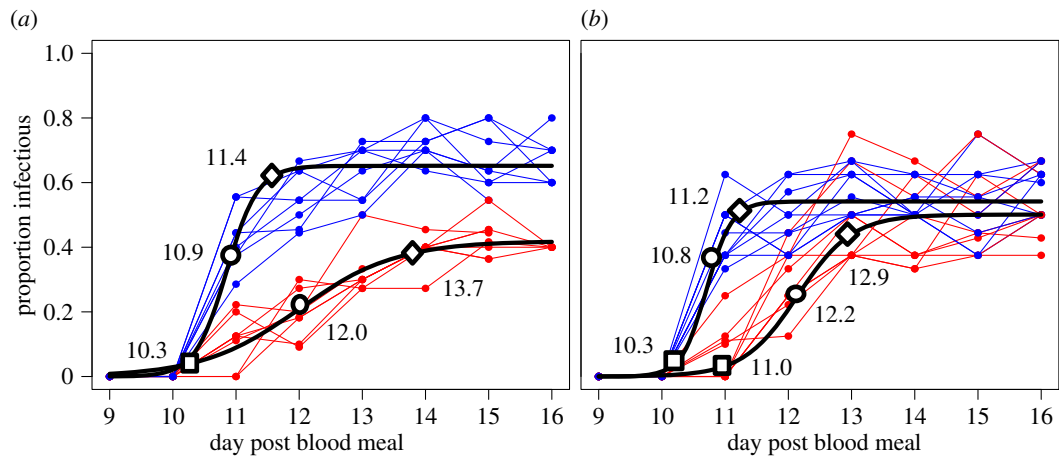 (a)
(b)
proportion infectious
1.0
0.8
0.6
0.4
0.2
0
11.4
10.9
10.3
12.0
13.7
9 10 11 12 13 14 15 16
day post blood meal
11.2
10.8
10.3
12.9
12.2
11.0
9 10 11 12 13 14 15 16
day post blood meal